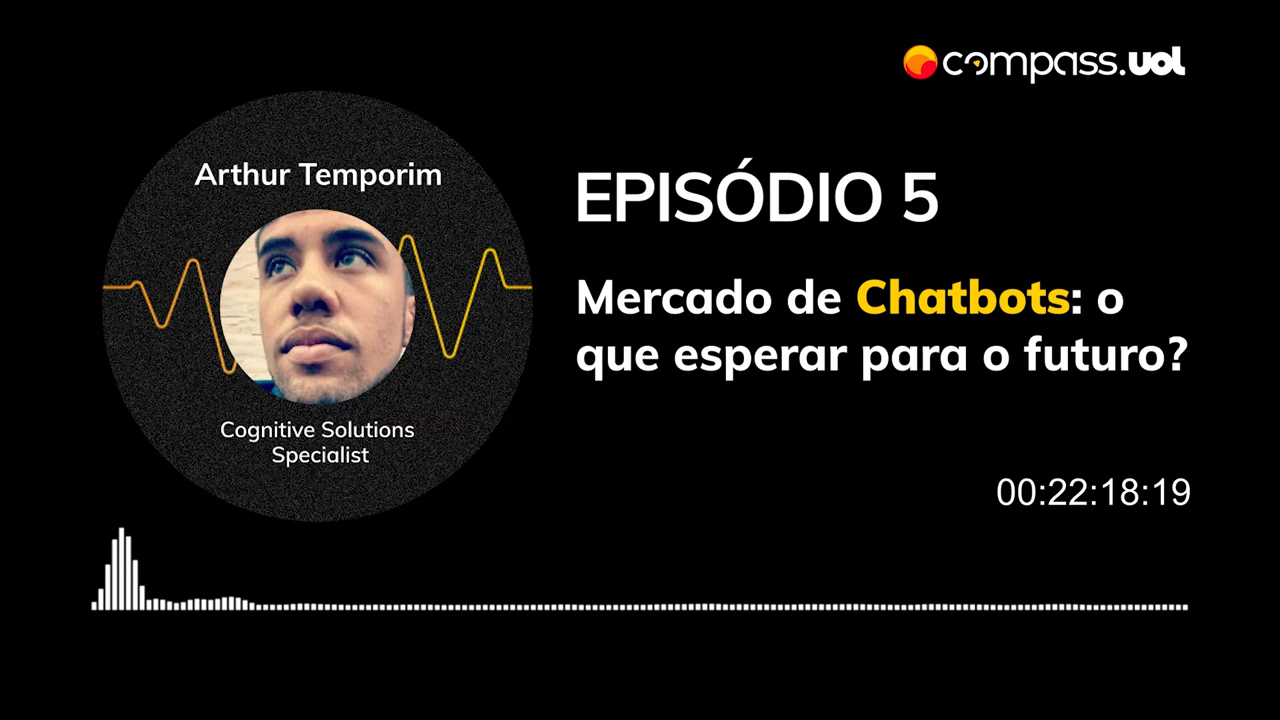 compass.uol
Arthur Temporim
EPISÓDIO 5
Mercado de Chatbots: o
que esperar para o futuro?
Cognitive Solutions
Specialist
00:22:18:19